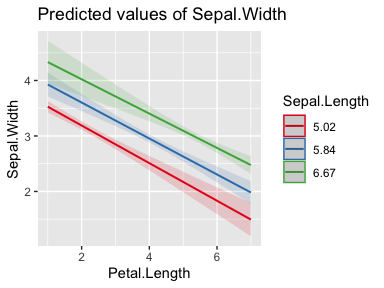 Predicted values of Sepal.Width
Sepal.Width
4
3
2
2
4
6
Petal.Length
Sepal.Length
5.02
5.84
6.67